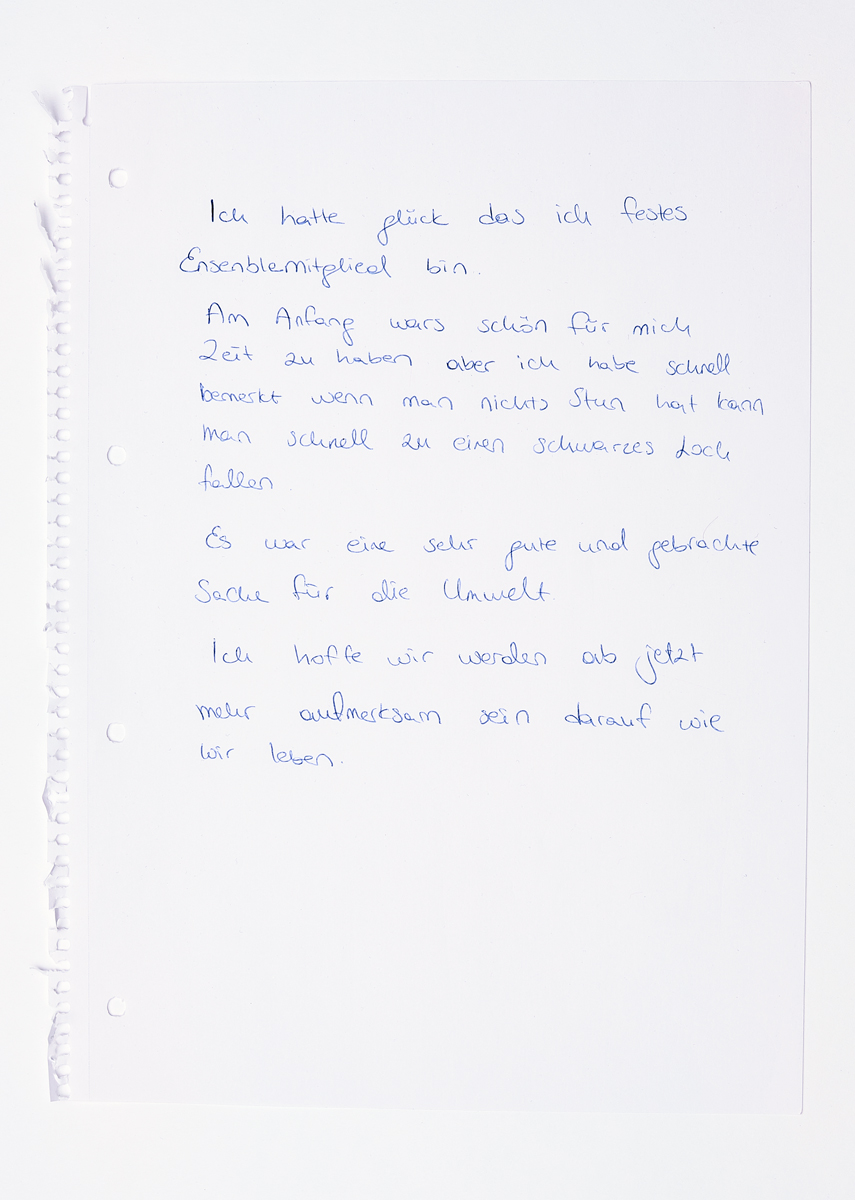 Ich hatte glück das ich festes
Ensenblemitglied bin.
Am Anfang wars schön für mich
Zeit zu haben aber ich habe schnell
bemerkt wenn man nichts Stun hat kann
man schnell zu einen schwarzes Loch
fallen
Es war eine sehr gute und gebrachte
Sache für die Umwelt.
Ich hoffe wir werden ab jetzt
mehr aufmerksam sein darauf wie
wir leben.